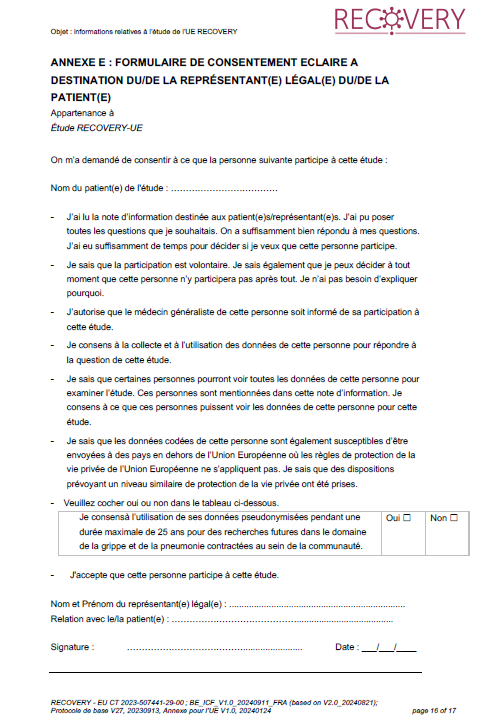 Objet : informations relatives à l'étude de l'UE RECOVERY
RECOVERY
ANNEXE E : FORMULAIRE DE CONSENTEMENT ECLAIRE A
DESTINATION DU/DE LA REPRÉSENTANT(E) LÉGAL(E) DU/DE LA
PATIENT(E)
Appartenance à
Étude RECOVERY-UE
On m'a demandé de consentir à ce que la personne suivante participe à cette étude :
Nom du patient(e) de l'étude : ………………………………
- J'ai lu la note d'information destinée aux patient(e)s/représentant(e)s. J'ai pu poser
toutes les questions que je souhaitais. On a suffisamment bien répondu à mes questions.
J'ai eu suffisamment de temps pour décider si je veux que cette personne participe.
- Je sais que la participation est volontaire. Je sais également que je peux décider à tout
moment que cette personne n'y participera pas après tout. Je n'ai pas besoin d'expliquer
pourquoi.
- J'autorise que le médecin généraliste de cette personne soit informé de sa participation à
cette étude.
- Je consens à la collecte et à l'utilisation des données de cette personne pour répondre à
la question de cette étude.
- Je sais que certaines personnes pourront voir toutes les données de cette personne pour
examiner l'étude. Ces personnes sont mentionnées dans cette note d'information. Je
consens à ce que ces personnes puissent voir les données de cette personne pour cette
étude.
- Je sais que les données codées de cette personne sont également susceptibles d'être
envoyées à des pays en dehors de l'Union Européenne où les règles de protection de la
vie privée de l'Union Européenne ne s'appliquent pas. Je sais que des dispositions
prévoyant un niveau similaire de protection de la vie privée ont été prises.
- Veuillez cocher oui ou non dans le tableau ci-dessous.
Je consensà l'utilisation de ses données pseudonymisées pendant une Oui ☐ Non ☐
durée maximale de 25 ans pour des recherches futures dans le domaine
de la grippe et de la pneumonie contractées au sein de la communauté.
- J'accepte que cette personne participe à cette étude.
Nom et Prénom du représentant(e) légal(e) : ....................................................................
Relation avec le/la patient(e) : …………………………………...............................................
Signature : ………………………………........................ Date : ___/___/____
RECOVERY - EU CT 2023-507441-29-00 ; BE_ICF_V1.0_20240911_FRA (based on V2.0_20240821);
Protocole de base V27, 20230913, Annexe pour l'UE V1.0, 20240124 page 16 of 17